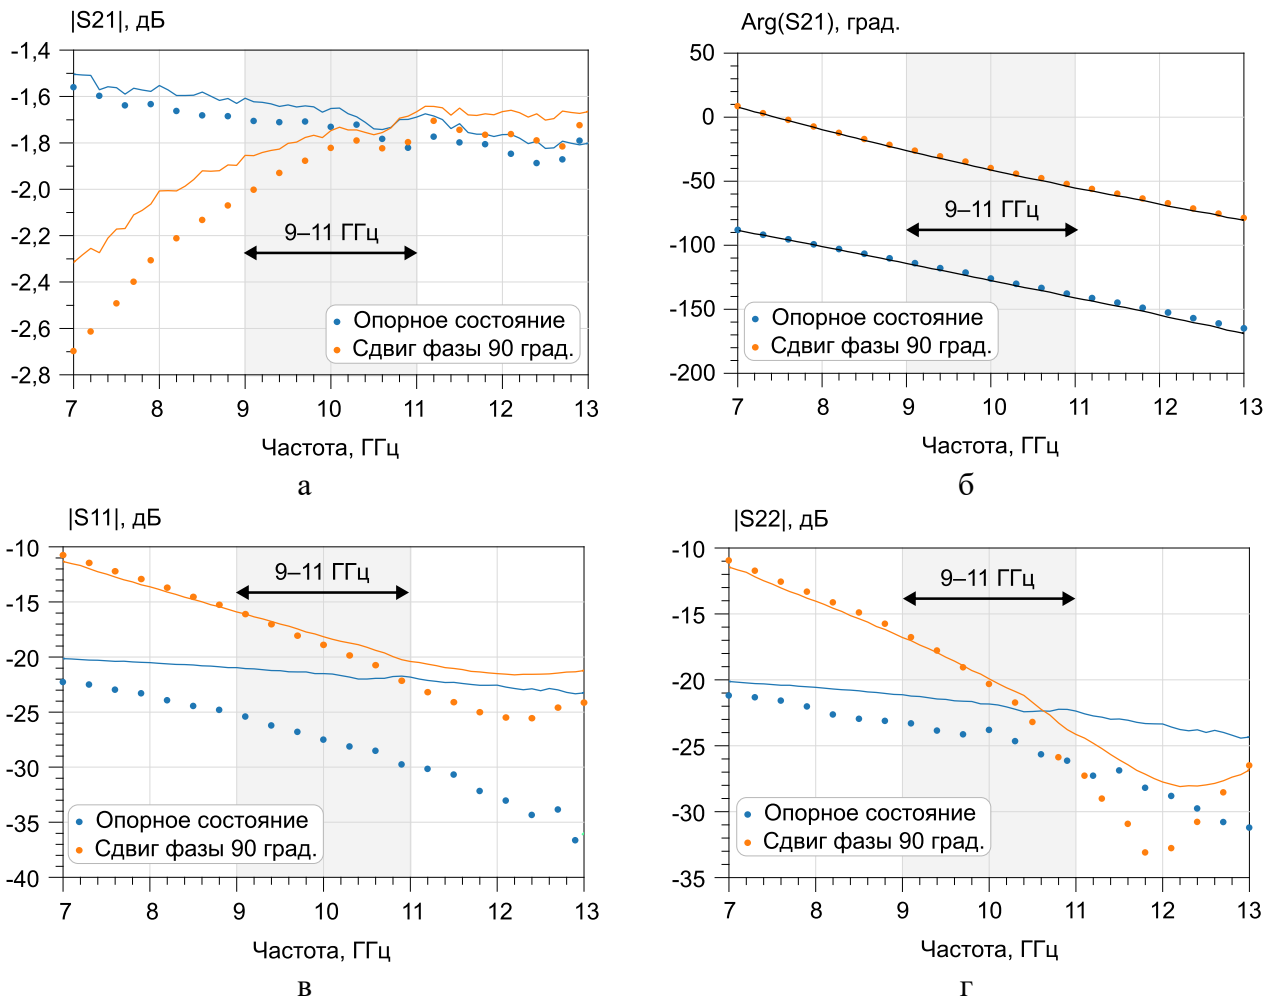 |S21|, дБ
-1,4
-1.6
-1.8
-2,0
-2,2
-2,4
-2,6
-2.8
9–11 ГГц
Опорное состояние
Сдвиг фазы 90 град.
7 8 9 10 11 12 13
Частота, ГГц
а
Arg(S21), град.
50
0
-50
-100
-150
-200
9–11 ГГц
Опорное состояние
Сдвиг фазы 90 град.
7 8 9 10 11 12 13
Частота, ГГц
б
|S11|, дБ
-10
-15
-20
-25
-30
-35
-40
9–11 ГГц
Опорное состояние
Сдвиг фазы 90 град.
7 8 9 10 11 12 13
Частота, ГГц
в
|S22|, дБ
-10
-15
-20
-25
-30
-35
9–11 ГГц
Опорное состояние
Сдвиг фазы 90 град.
7 8 9 10 11 12 13
Частота, ГГц
г